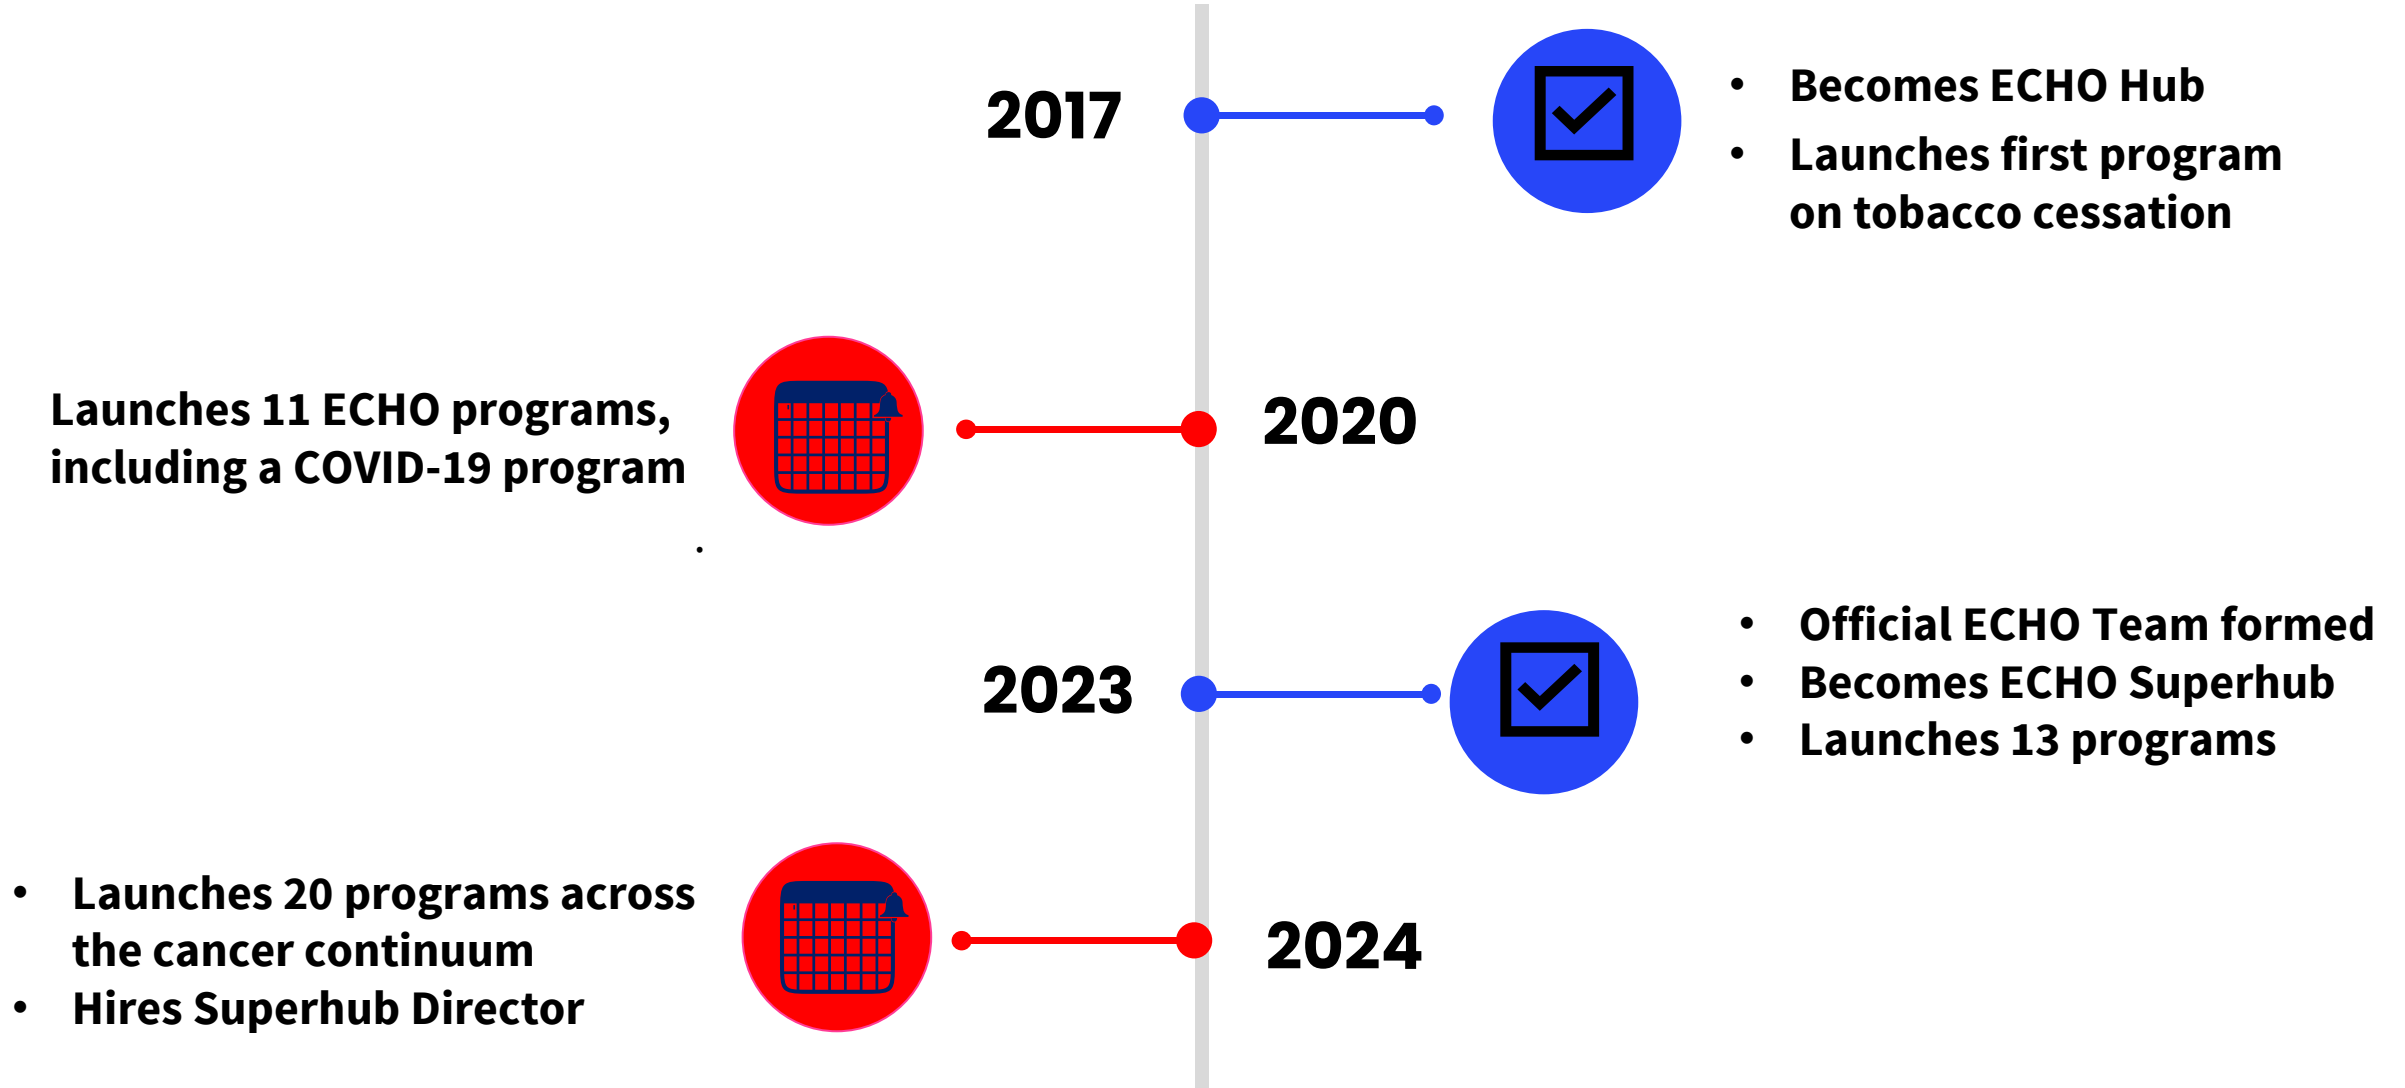 2017
• Becomes ECHO Hub
• Launches first program
on tobacco cessation
Launches 11 ECHO programs,
including a COVID-19 program
.
2020
2023
• Official ECHO Team formed
• Becomes ECHO Superhub
• Launches 13 programs
• Launches 20 programs across
the cancer continuum
• Hires Superhub Director
2024